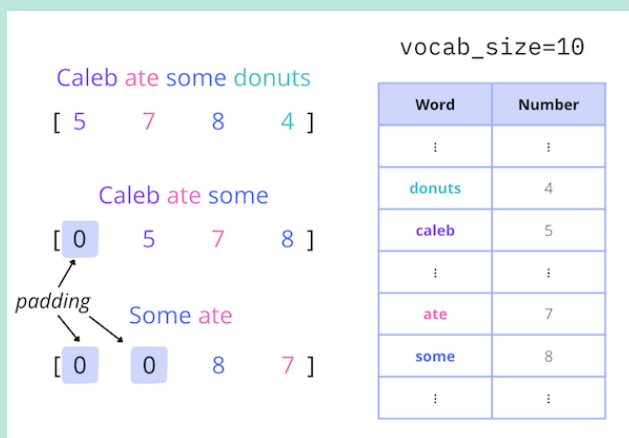 Caleb ate some donuts
[ 5 7 8 4 ]
Caleb ate some
[ 0 5 7 8 ]
padding
Some ate
[ 0 0 8 7 ]
vocab_size=10
Word Number
⋮ ⋮
donuts 4
caleb 5
⋮ ⋮
ate 7
some 8
⋮ ⋮